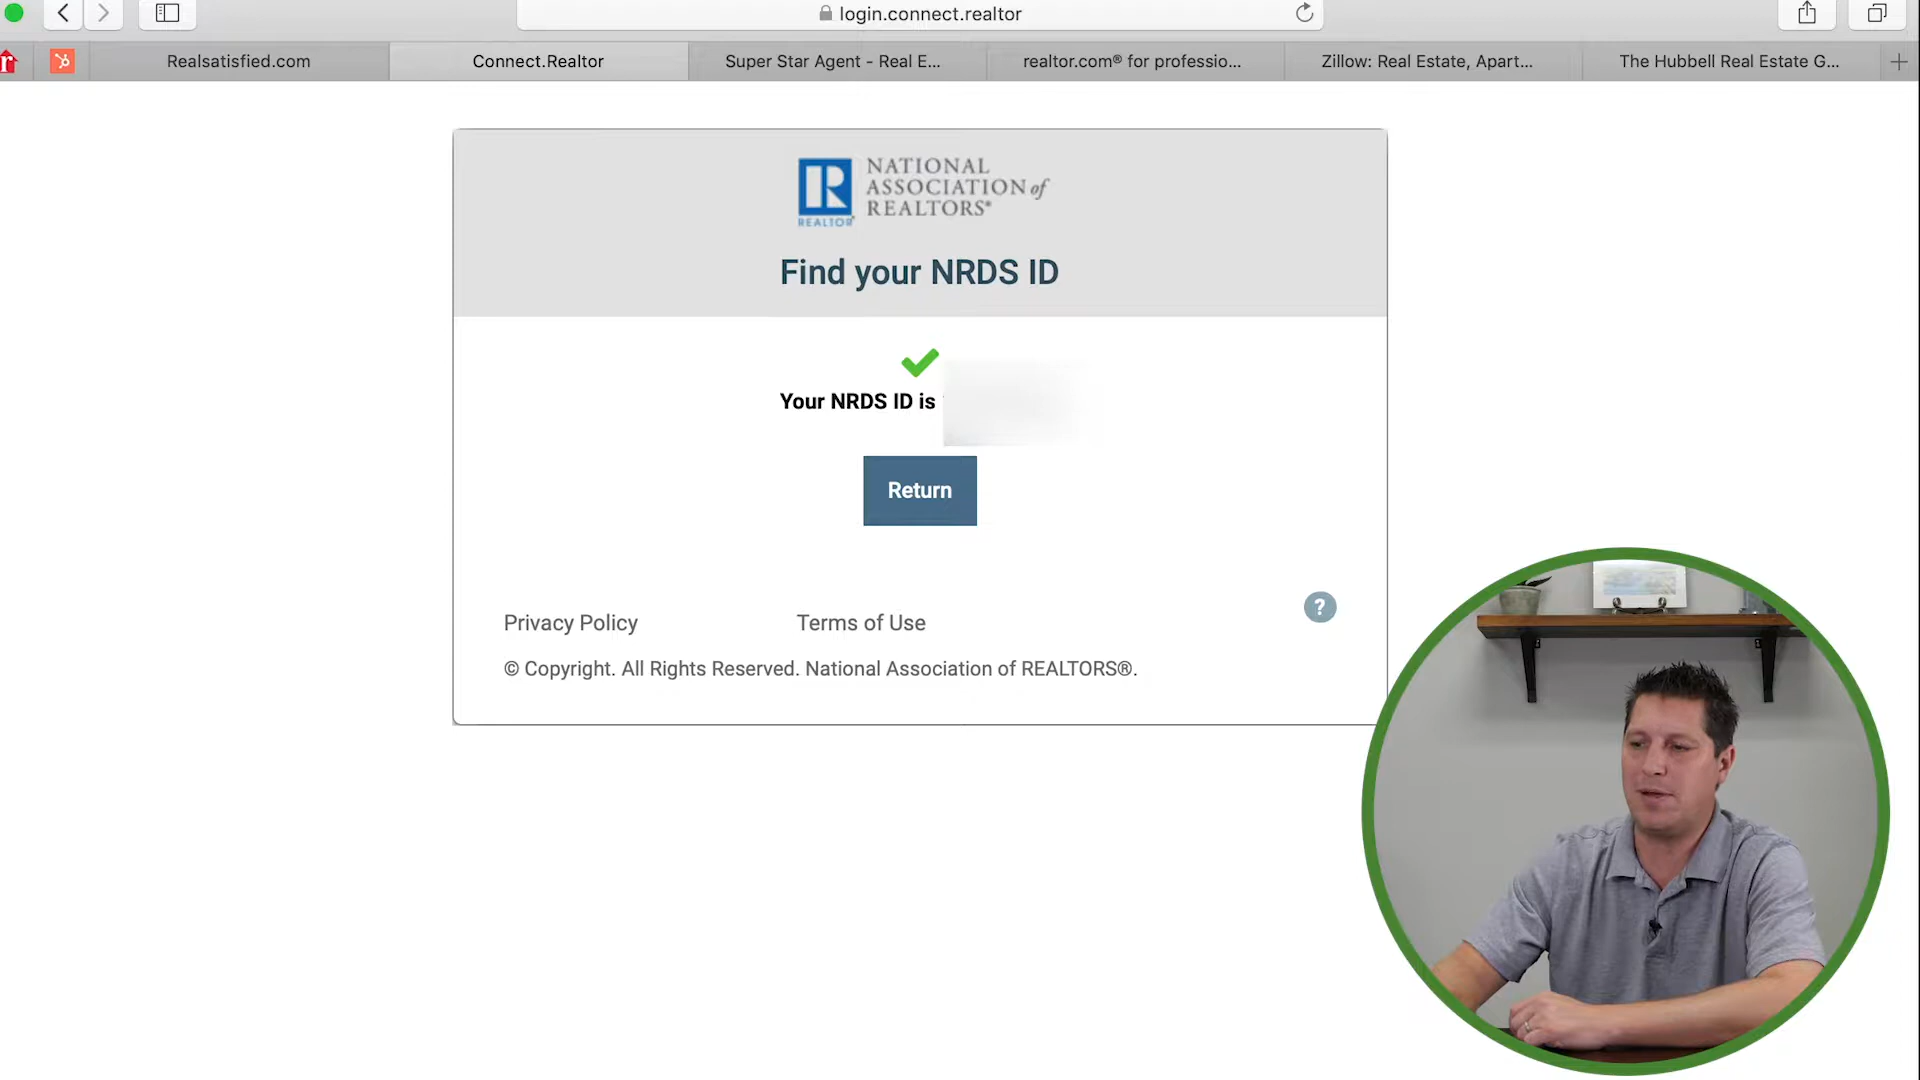 login.connect.realtor
Realsatisfied.com
Connect.Realtor
Super Star Agent - Real E...
realtor.com® for professio...
Zillow: Real Estate, Apart...
The Hubbell Real Estate G...
NATIONAL
ASSOCIATION of
REALTORS®
REALTOR®
Find your NRDS ID
Your NRDS ID is
Return
?
Privacy Policy
Terms of Use
© Copyright. All Rights Reserved. National Association of REALTORS®.